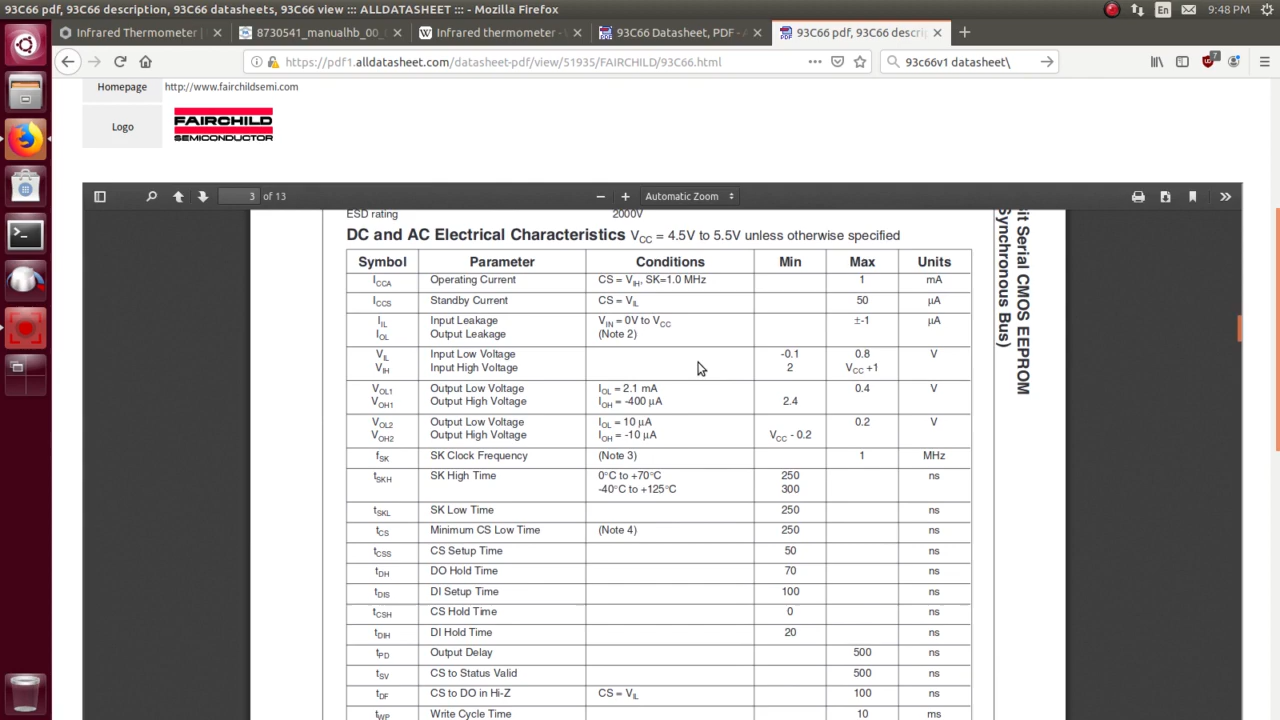 93C66 pdf, 93C66 description, 93C66 datasheets, 93C66 view ::: ALLDATASHEET ::: - Mozilla Firefox
En 9:48 PM
Infrared Thermometer
8730541_manualhb_00_
Infrared thermometer -
93C66 Datasheet, PDF - A
93C66 pdf, 93C66 descri
https://pdf1.alldatasheet.com/datasheet-pdf/view/51935/FAIRCHILD/93C66.html
93c66v1 datasheet\
7
Homepage http://www.fairchildsemi.com
Logo FAIRCHILD
SEMICONDUCTOR
3 of 13 Automatic Zoom
ESD rating 2000V
DC and AC Electrical Characteristics VCC = 4.5V to 5.5V unless otherwise specified
Symbol Parameter Conditions Min Max Units
ICCA Operating Current CS = VIH, SK=1.0 MHz 1 mA
ICCS Standby Current CS = VIL 50 µA
IIL Input Leakage VIN = 0V to VCC ±-1 µA
IOL Output Leakage (Note 2)
VIL Input Low Voltage -0.1 0.8 V
VIH Input High Voltage 2 VCC +1
VOL1 Output Low Voltage IOL = 2.1 mA 0.4 V
VOH1 Output High Voltage IOH = -400 µA 2.4
VOL2 Output Low Voltage IOL = 10 µA 0.2 V
VOH2 Output High Voltage IOH = -10 µA VCC - 0.2
fSK SK Clock Frequency (Note 3) 1 MHz
tSKH SK High Time 0°C to +70°C 250 ns
-40°C to +125°C 300
tSKL SK Low Time 250 ns
tCS Minimum CS Low Time (Note 4) 250 ns
tCSS CS Setup Time 50 ns
tDH DO Hold Time 70 ns
tDIS DI Setup Time 100 ns
tCSH CS Hold Time 0 ns
tDIH DI Hold Time 20 ns
tPD Output Delay 500 ns
tSV CS to Status Valid 500 ns
tDF CS to DO in Hi-Z CS = VIL 100 ns
tWP Write Cycle Time 10 ms
it Serial CMOS EEPROM
Synchronous Bus)